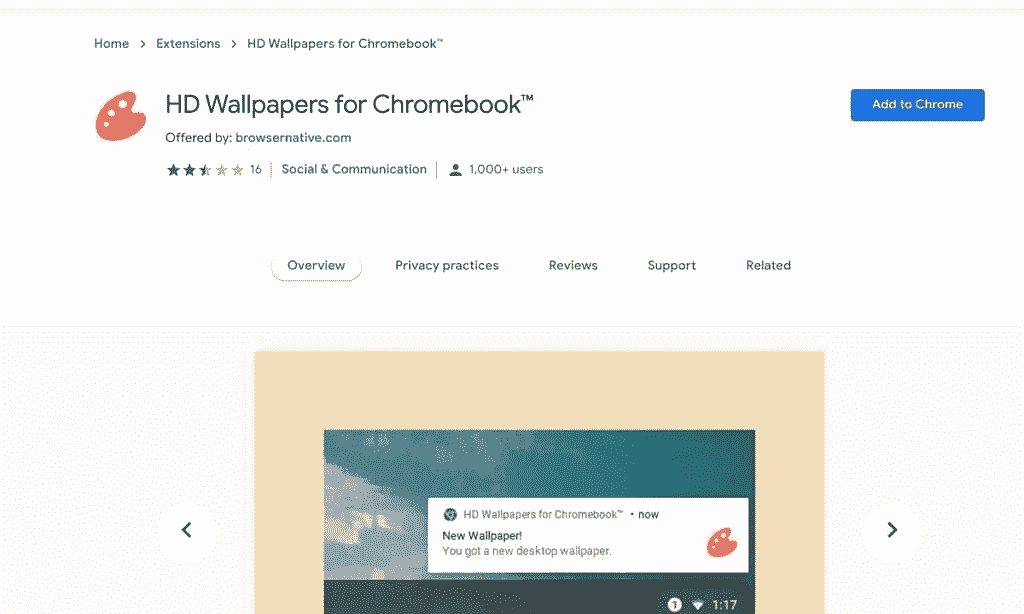 Home > Extensions > HD Wallpapers for Chromebook™
HD Wallpapers for Chromebook™
Add to Chrome
Offered by: browsernative.com
16 Social & Communication 1,000+ users
Overview Privacy practices Reviews Support Related
HD Wallpapers for Chromebook™ • now
New Wallpaper!
You got a new desktop wallpaper.
1 1:17